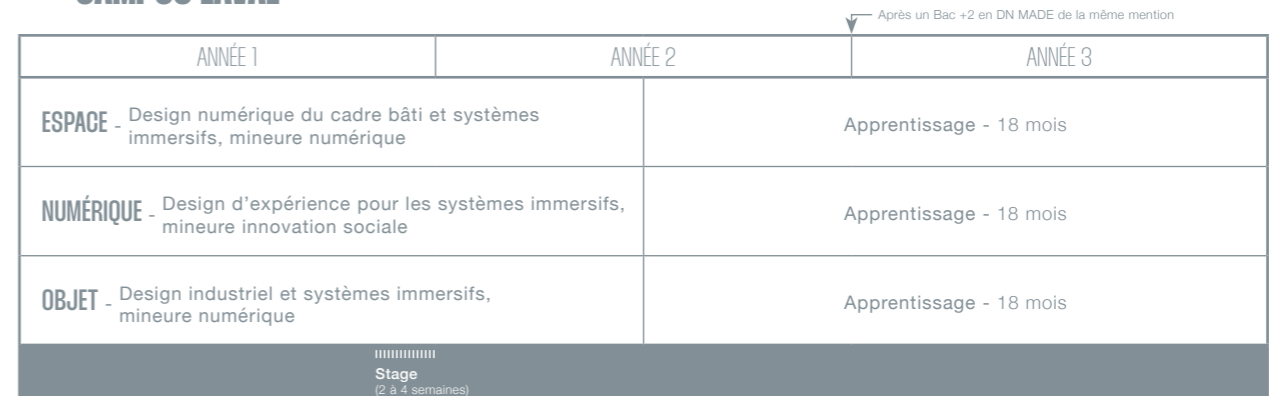 CAMPUS LAVAL
Après un Bac +2 en DN MADE de la même mention
ANNÉE 1
ANNÉE 2
ANNÉE 3
ESPACE - Design numérique du cadre bâti et systèmes
immersifs, mineure numérique
Apprentissage - 18 mois
NUMÉRIQUE - Design d’expérience pour les systèmes immersifs,
mineure innovation sociale
Apprentissage - 18 mois
OBJET - Design industriel et systèmes immersifs,
mineure numérique
Apprentissage - 18 mois
Stage
(2 à 4 semaines)